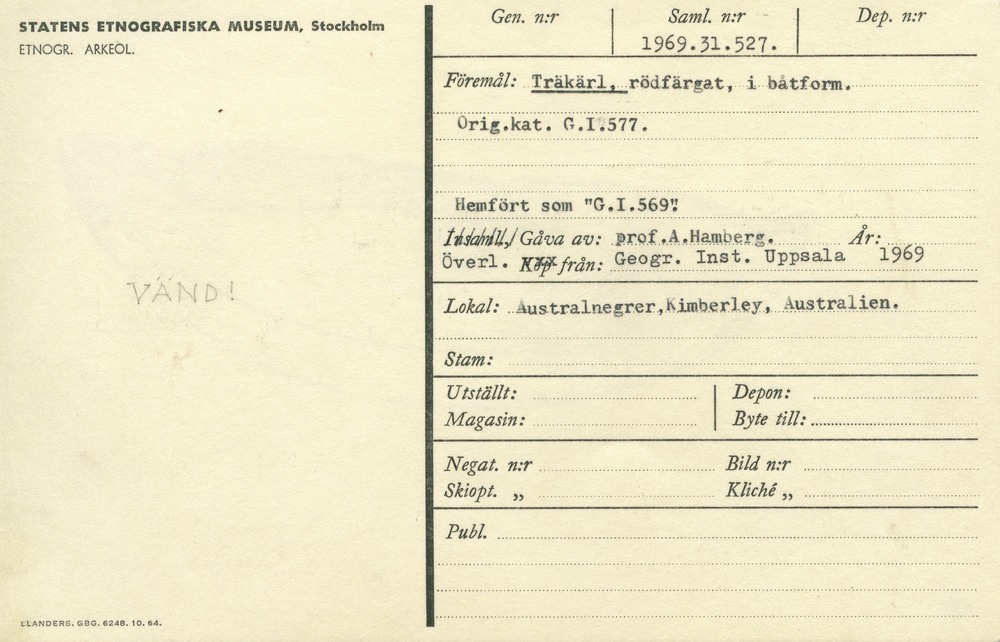 STATENS ETNOGRAFISKA MUSEUM, Stockholm
ETNOGR. ARKEOL.
VÄND!
ELANDERS. GBG. 6248. 10. 64.
Gen. n:r Saml. n:r Dep. n:r
1969.31.527.
Föremål: Träkärl, rödfärgat, i båtform.
Orig.kat. G.I.577.
Hemfört som "G.I.569".
Insaml./ Gåva av: prof.A.Hamberg. År:
Överl. Köp från: Geogr. Inst. Uppsala 1969
Lokal: Australnegrer,Kimberley, Australien.
Stam:
Utställt: Depon:
Magasin: Byte till:
Negat. n:r Bild n:r
Skiopt. „ Kliché „
Publ.